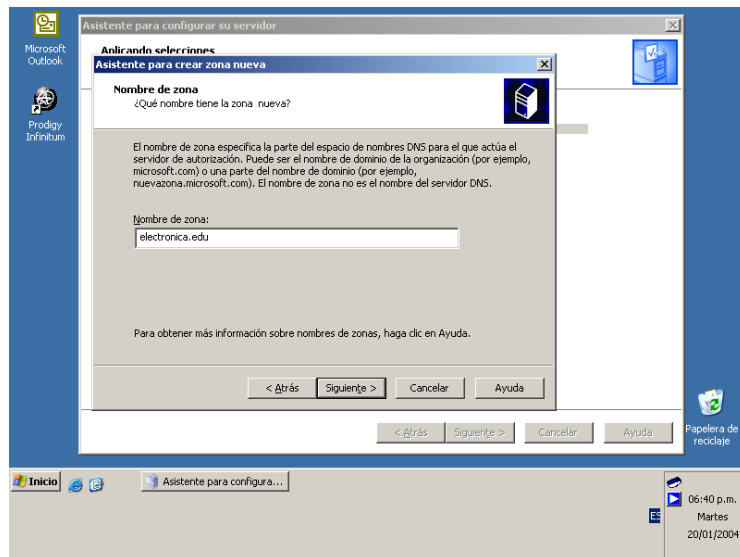 Microsoft
Outlook
Prodigy
Infinitum
Asistente para configurar su servidor
Aplicando selecciones
Asistente para crear zona nueva
Nombre de zona
¿Qué nombre tiene la zona nueva?
El nombre de zona especifica la parte del espacio de nombres DNS para el que actúa el
servidor de autorización. Puede ser el nombre de dominio de la organización (por ejemplo,
microsoft.com) o una parte del nombre de dominio (por ejemplo,
nuevazona.microsoft.com). El nombre de zona no es el nombre del servidor DNS.
Nombre de zona:
electronica.edu
Para obtener más información sobre nombres de zonas, haga clic en Ayuda.
< Atrás Siguiente > Cancelar Ayuda
< Atrás Siguiente > Cancelar Ayuda
Papelera de
reciclaje
Inicio
Asistente para configura...
ES
06:40 p.m.
Martes
20/01/2004